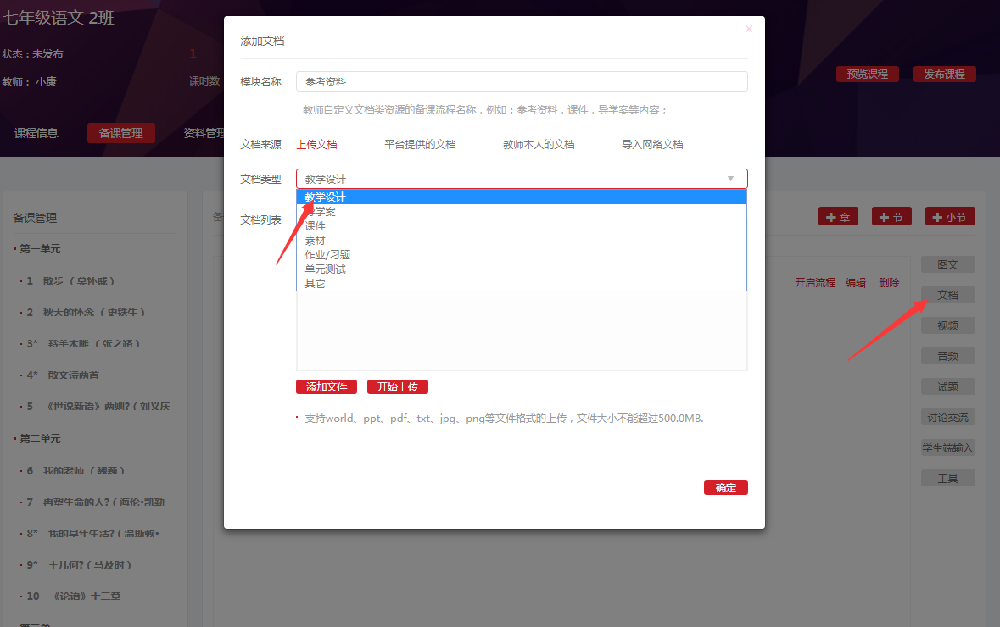 七年级语文 2班
状态：未发布
1
教师： 小康
课时数
预览课程
发布课程
课程信息
备课管理
资料管理
添加文档
×
模块名称
参考资料
教师自定义文档类资源的备课流程名称，例如：参考资料，课件，导学案等内容；
文档来源
上传文档
平台提供的文档
教师本人的文档
导入网络文档
文档类型
教学设计
教学设计
导学案
课件
素材
作业/习题
单元测试
其它
文档列表
添加文件
开始上传
支持world、ppt、pdf、txt、jpg、png等文件格式的上传，文件大小不能超过500.0MB.
确定
备课管理
第一单元
1 散步（莫怀戚）
2 秋天的怀念（史铁生）
3* 羚羊木雕（张之路）
4* 散文诗两首
5 《世说新语》两则?（刘义庆
第二单元
6 我的老师（魏巍）
7 再塑生命的人?（海伦•凯勒
8* 我的早年生活?（温斯顿•
9* 王几何?（马及时）
10 《论语》十二章
第三单元
备
+ 章
+ 节
+ 小节
开启流程
编辑
删除
图文
文档
视频
音频
试题
讨论交流
学生端输入
工具